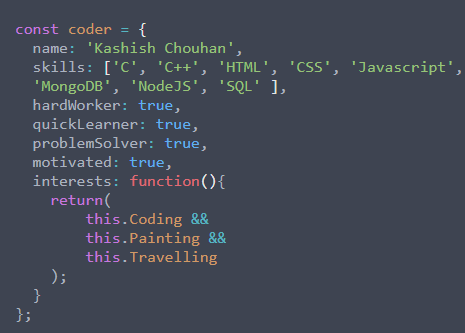 const coder = {
name: 'Kashish Chouhan',
skills: ['C', 'C++', 'HTML', 'CSS', 'Javascript',
'MongoDB', 'NodeJS', 'SQL' ],
hardWorker: true,
quickLearner: true,
problemSolver: true,
motivated: true,
interests: function(){
return(
this.Coding &&
this.Painting &&
this.Travelling
);
}
};